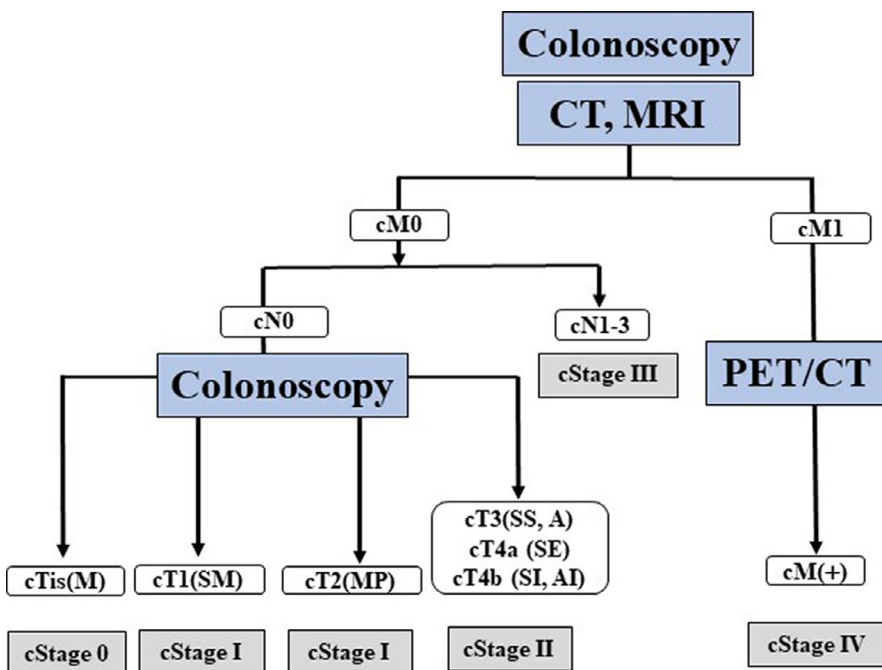 Colonoscopy
CT, MRI
cM0
cM1
cN0
cN1-3
cStage III
Colonoscopy
PET/CT
cTis(M)
cT1(SM)
cT2(MP)
cT3(SS, A)
cT4a (SE)
cT4b (SI, AI)
cM(+)
cStage 0
cStage I
cStage I
cStage II
cStage IV